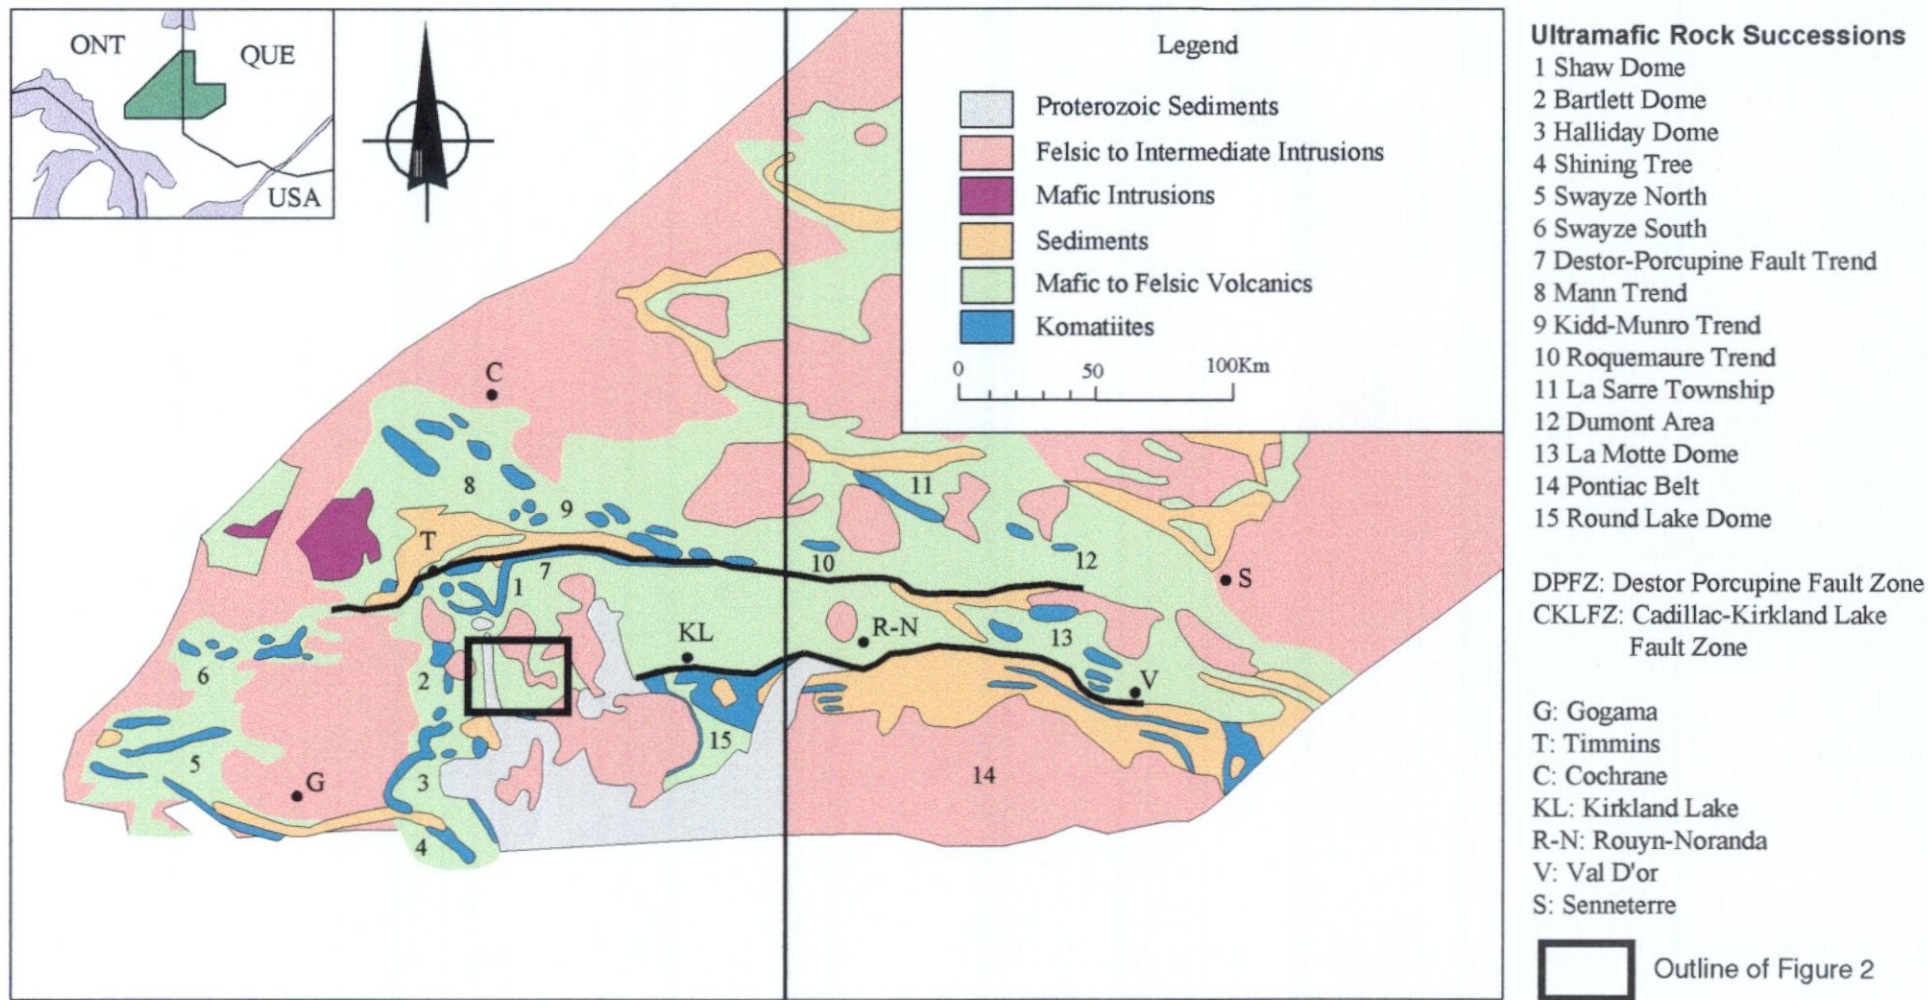 ONT
QUE
USA
Legend
Proterozoic Sediments
Felsic to Intermediate Intrusions
Mafic Intrusions
Sediments
Mafic to Felsic Volcanics
Komatiites
0 50 100Km
C
8
9
11
T
7
1
10
12
S
KL
R-N
13
6
2
V
5
G
3
15
14
4
Ultramafic Rock Successions
1 Shaw Dome
2 Bartlett Dome
3 Halliday Dome
4 Shining Tree
5 Swayze North
6 Swayze South
7 Destor-Porcupine Fault Trend
8 Mann Trend
9 Kidd-Munro Trend
10 Roquemaure Trend
11 La Sarre Township
12 Dumont Area
13 La Motte Dome
14 Pontiac Belt
15 Round Lake Dome
DPFZ: Destor Porcupine Fault Zone
CKLFZ: Cadillac-Kirkland Lake
Fault Zone
G: Gogama
T: Timmins
C: Cochrane
KL: Kirkland Lake
R-N: Rouyn-Noranda
V: Val D'or
S: Senneterre
Outline of Figure 2